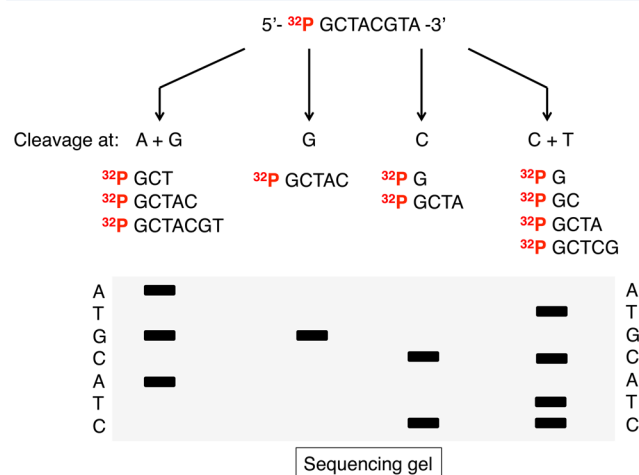 5'- 32P GCTACGTA -3'
Cleavage at: A + G G C C + T
32P GCT 32P GCTAC 32P G 32P G
32P GCTAC 32P GCTA 32P GC
32P GCTACGT 32P GCTA
32P GCTCG
A A
T T
G G
C C
A A
T T
C C
Sequencing gel